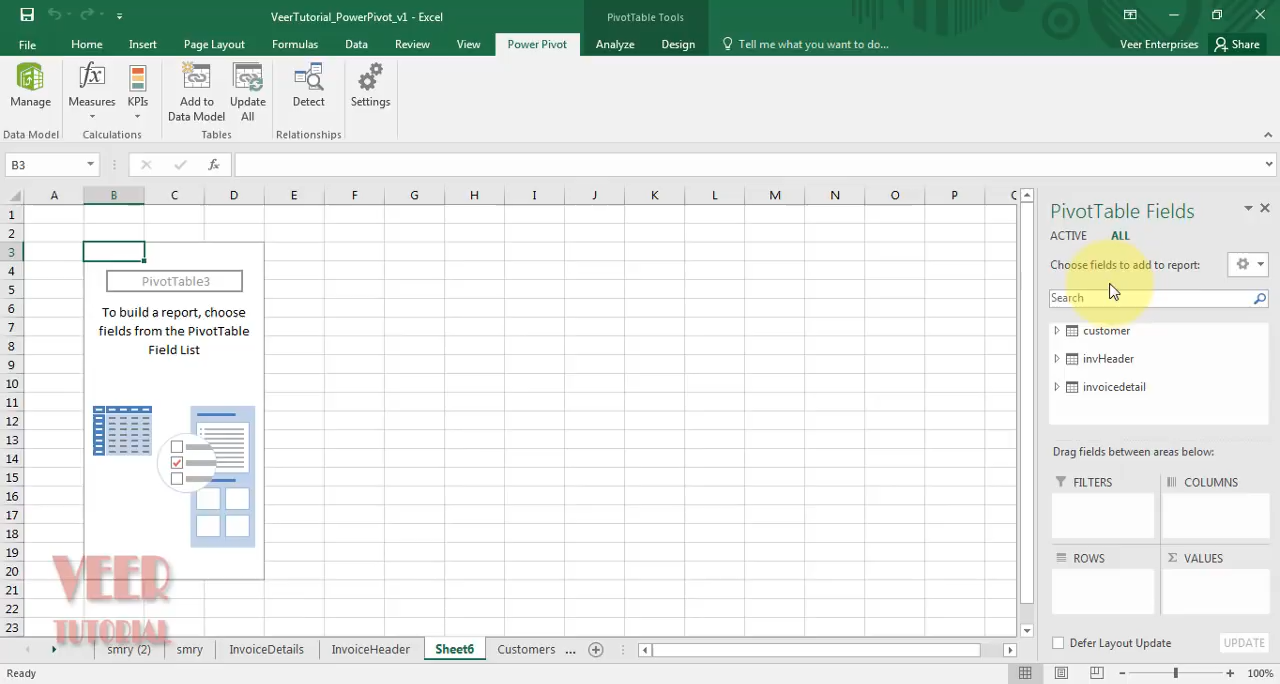 VeerTutorial_PowerPivot_v1 - Excel
PivotTable Tools
File Home Insert Page Layout Formulas Data Review View Power Pivot Analyze Design Tell me what you want to do... Veer Enterprises Share
Manage
Measures
KPIs
Add to
Data Model
Update
All
Detect
Settings
Data Model Calculations Tables Relationships
B3
fx
A B C D E F G H I J K L M N O P C
1
2
3
4
5
6
7
8
9
10
11
12
13
14
15
16
17
18
19
20
21
22
23
PivotTable3
To build a report, choose
fields from the PivotTable
Field List
VEER
TUTORIAL
PivotTable Fields
ACTIVE ALL
Choose fields to add to report:
Search
customer
invHeader
invoicedetail
Drag fields between areas below:
FILTERS
COLUMNS
ROWS
Σ VALUES
Defer Layout Update
UPDATE
smry (2) smry InvoiceDetails InvoiceHeader Sheet6 Customers ...
Ready
100%